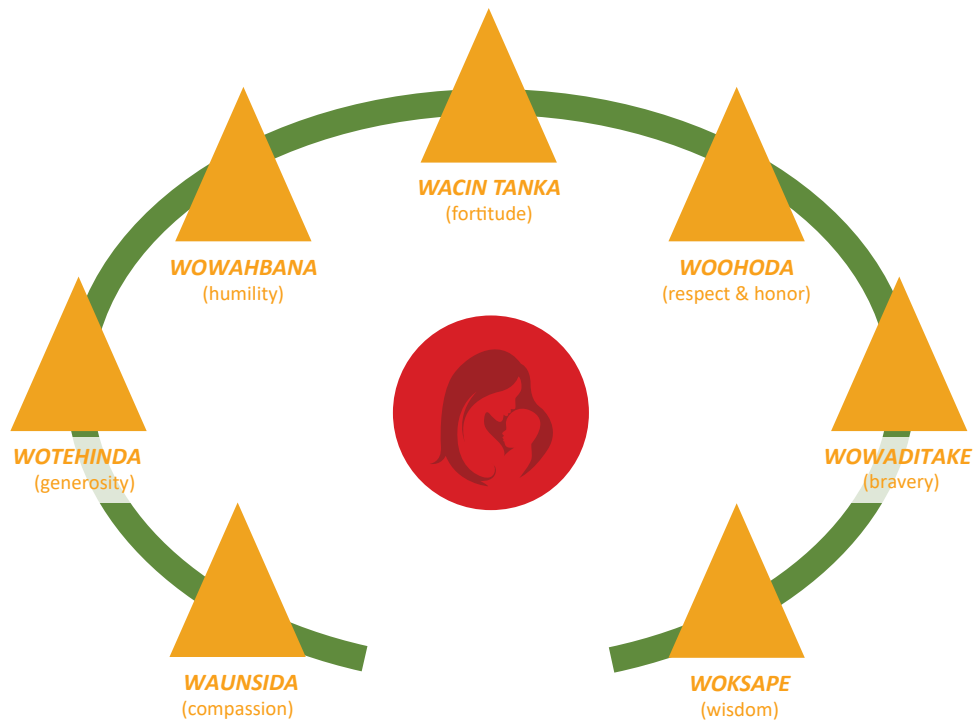 WACIN TANKA
(fortitude)
WOWAHBANA
(humility)
WOOHODA
(respect & honor)
WOTEHINDA
(generosity)
WOWADITAKE
(bravery)
WAUNSIDA
(compassion)
WOKSAPE
(wisdom)